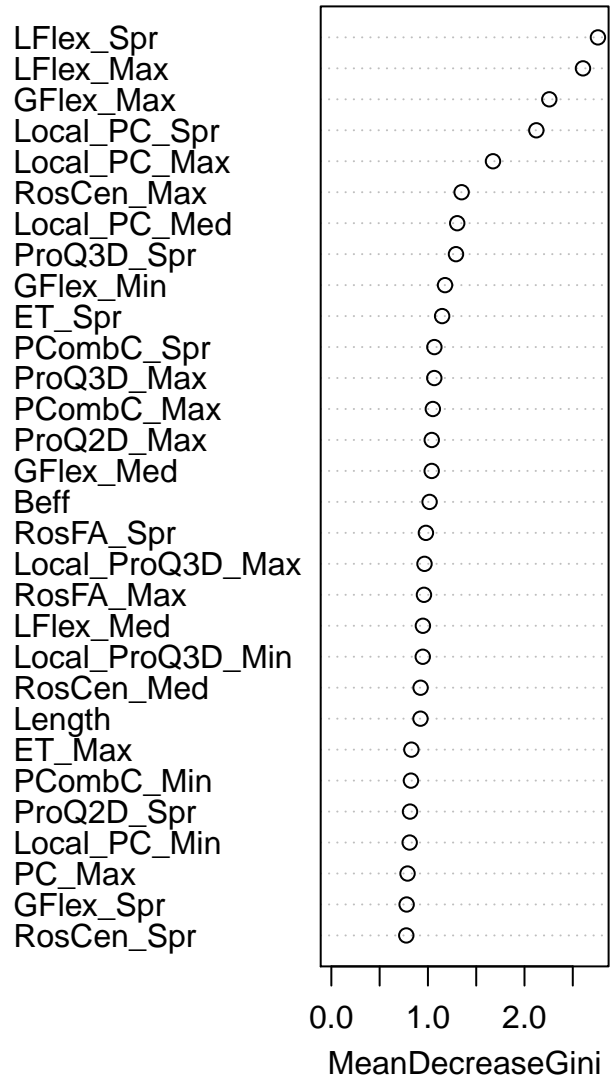 LFlex_Spr
LFlex_Max
GFlex_Max
Local_PC_Spr
Local_PC_Max
RosCen_Max
Local_PC_Med
ProQ3D_Spr
GFlex_Min
ET_Spr
PCombC_Spr
ProQ3D_Max
PCombC_Max
ProQ2D_Max
GFlex_Med
Beff
RosFA_Spr
Local_ProQ3D_Max
RosFA_Max
LFlex_Med
Local_ProQ3D_Min
RosCen_Med
Length
ET_Max
PCombC_Min
ProQ2D_Spr
Local_PC_Min
PC_Max
GFlex_Spr
RosCen_Spr
0.0 1.0 2.0
MeanDecreaseGini